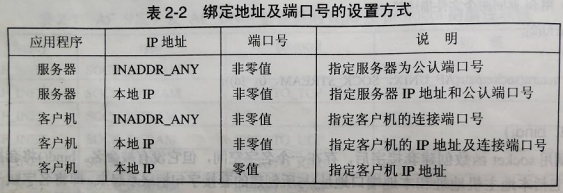 表 2-2 绑定地址及端口号的设置方式
应用程序 IP 地址 端口号 说 明
服务器 INADDR_ANY 非零值 指定服务器为公认端口号
服务器 本地 IP 非零值 指定服务器 IP 地址和公认端口号
客户机 INADDR_ANY 非零值 指定客户机的连接端口号
客户机 本地 IP 非零值 指定客户机的 IP 地址及连接端口号
客户机 本地 IP 零值 指定客户机 IP 地址